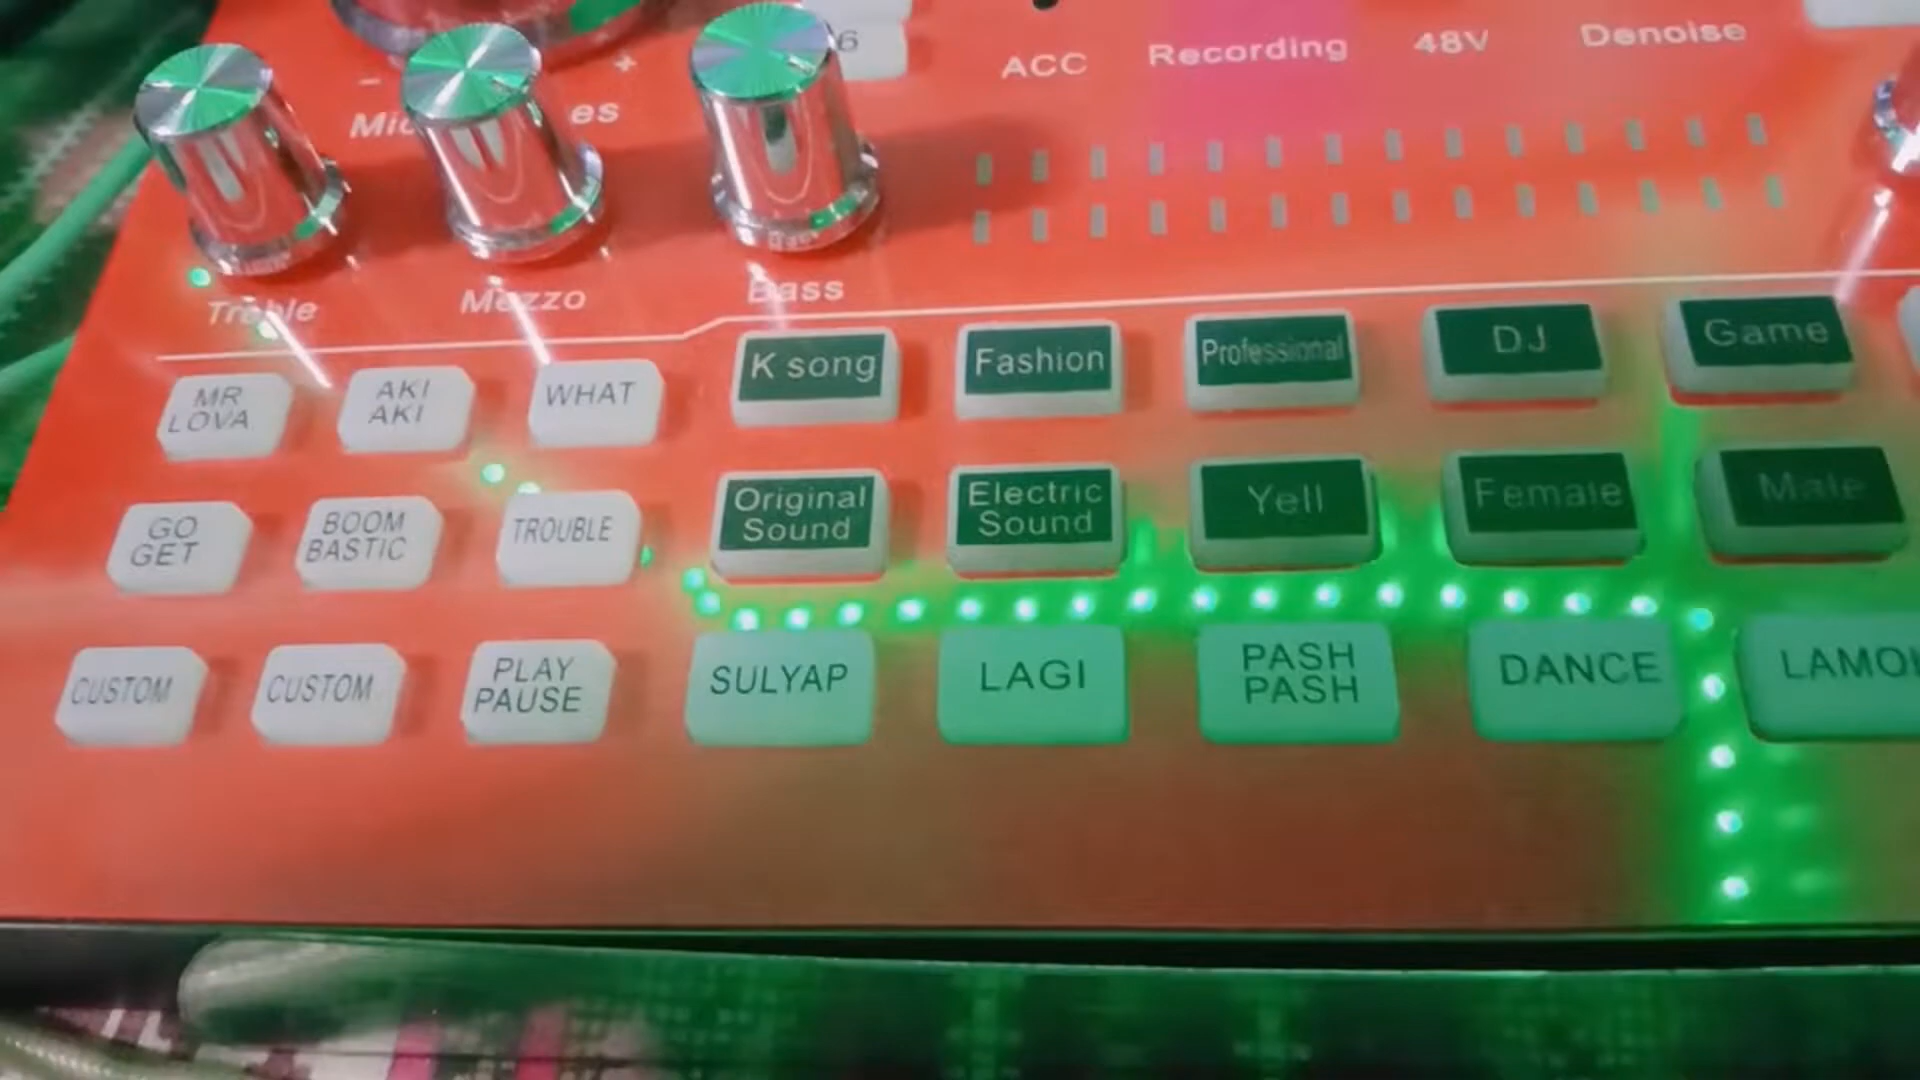 6
ACC Recording 48V Denoise
- +
es
Treble Mezzo Bass
K song Fashion Professional DJ Game
MR
LOVA
AKI
AKI
WHAT
Original
Sound
Electric
Sound
Yell Female Male
GO
GET
BOOM
BASTIC
TROUBLE
CUSTOM CUSTOM
PLAY
PAUSE
SULYAP LAGI
PASH
PASH
DANCE